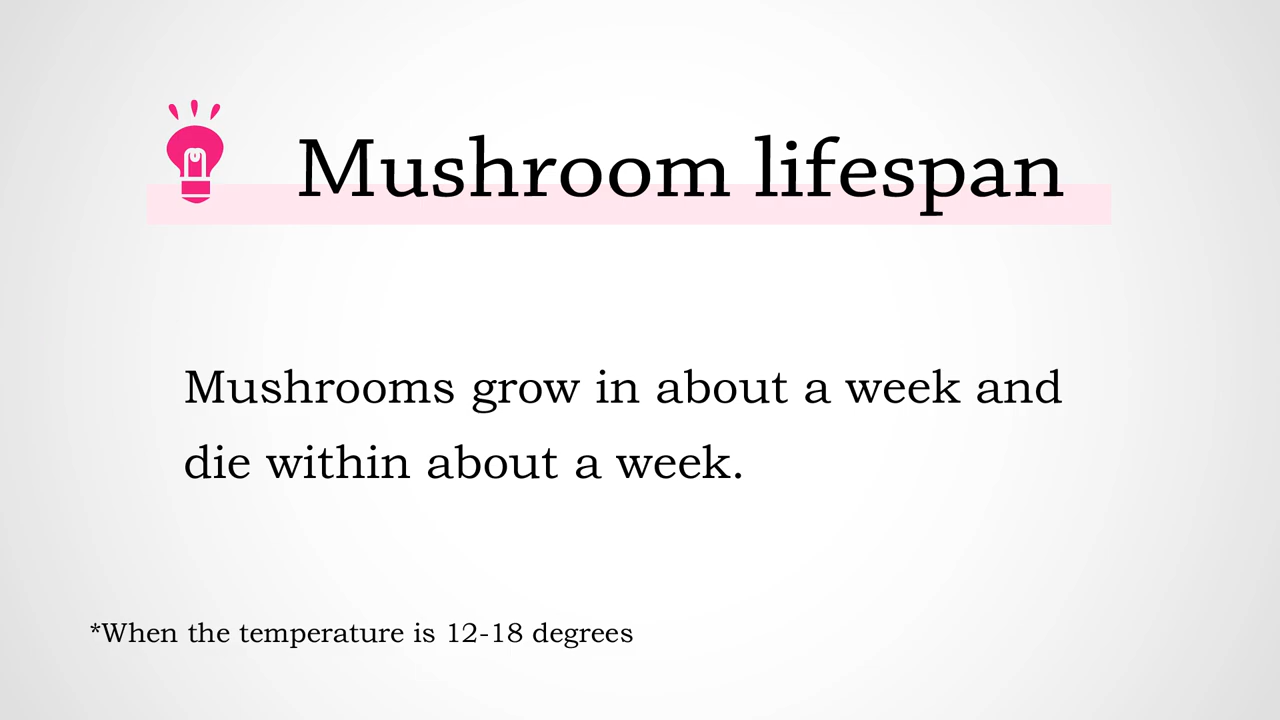 Mushroom lifespan
Mushrooms grow in about a week and
die within about a week.
*When the temperature is 12-18 degrees